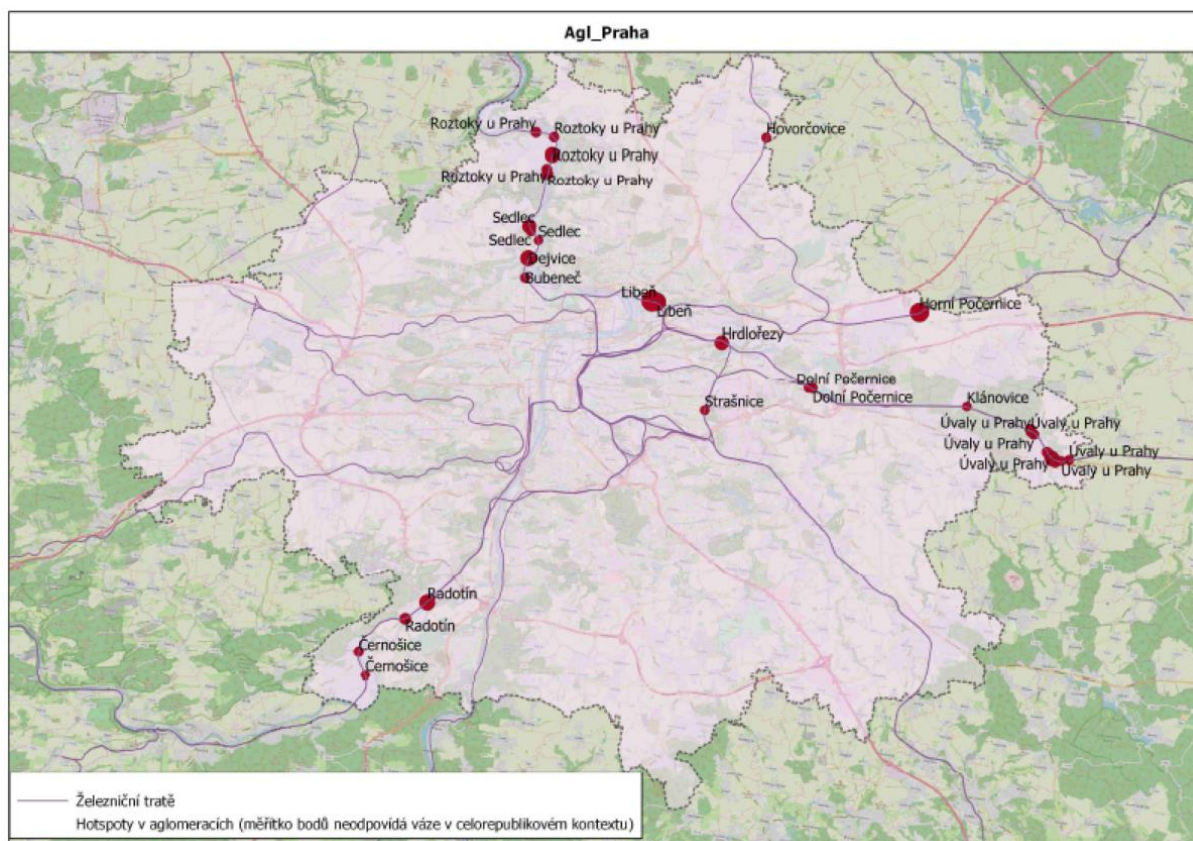 Agl_Praha
Roztoky u Prahy
Roztoky u Prahy
Hovorčovice
Roztoky u Prahy
Roztoky u Prahy
Roztoky u Prahy
Sedlec
Sedlec
Sedlec
Dejvice
Bubeneč
Libeň
Libeň
Horní Počernice
Hrdlořezy
Dolní Počernice
Dolní Počernice
Strašnice
Klánovice
Úvaly u Prahy
Úvaly u Prahy
Úvaly u Prahy
Úvaly u Prahy
Úvaly u Prahy
Úvaly u Prahy
Radotín
Radotín
Černošice
Černošice
Železniční tratě
Hotspoty v aglomeracích (měřítko bodů neodpovídá váze v celorepublikovém kontextu)